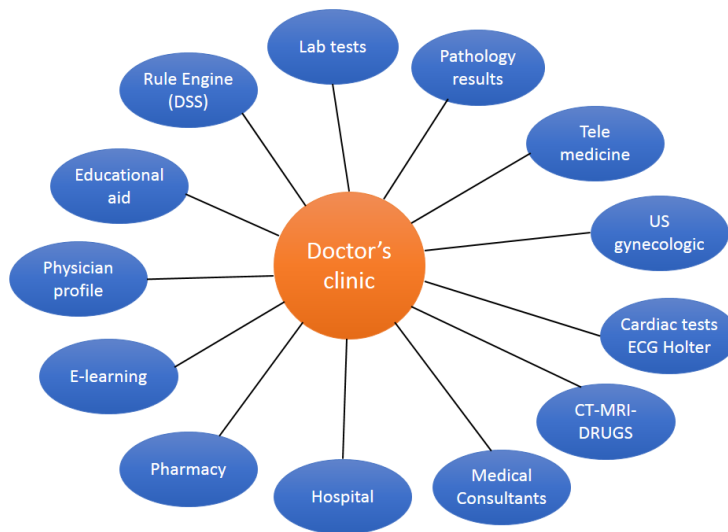 Lab tests
Pathology
results
Tele
medicine
US
gynecologic
Cardiac tests
ECG Holter
CT-MRI-
DRUGS
Medical
Consultants
Hospital
Pharmacy
E-learning
Physician
profile
Educational
aid
Rule Engine
(DSS)
Doctor's
clinic